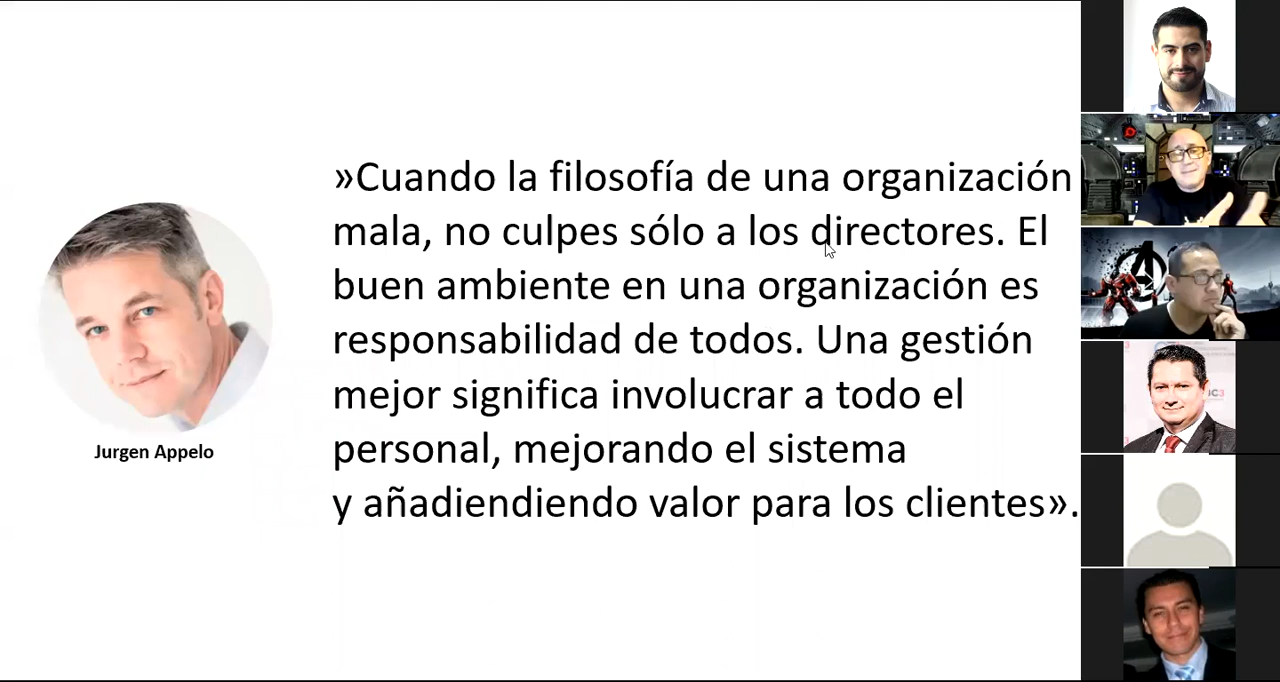 »Cuando la filosofía de una organización
mala, no culpes sólo a los directores. El
buen ambiente en una organización es
responsabilidad de todos. Una gestión
mejor significa involucrar a todo el
personal, mejorando el sistema
y añadiendiendo valor para los clientes».
Jurgen Appelo